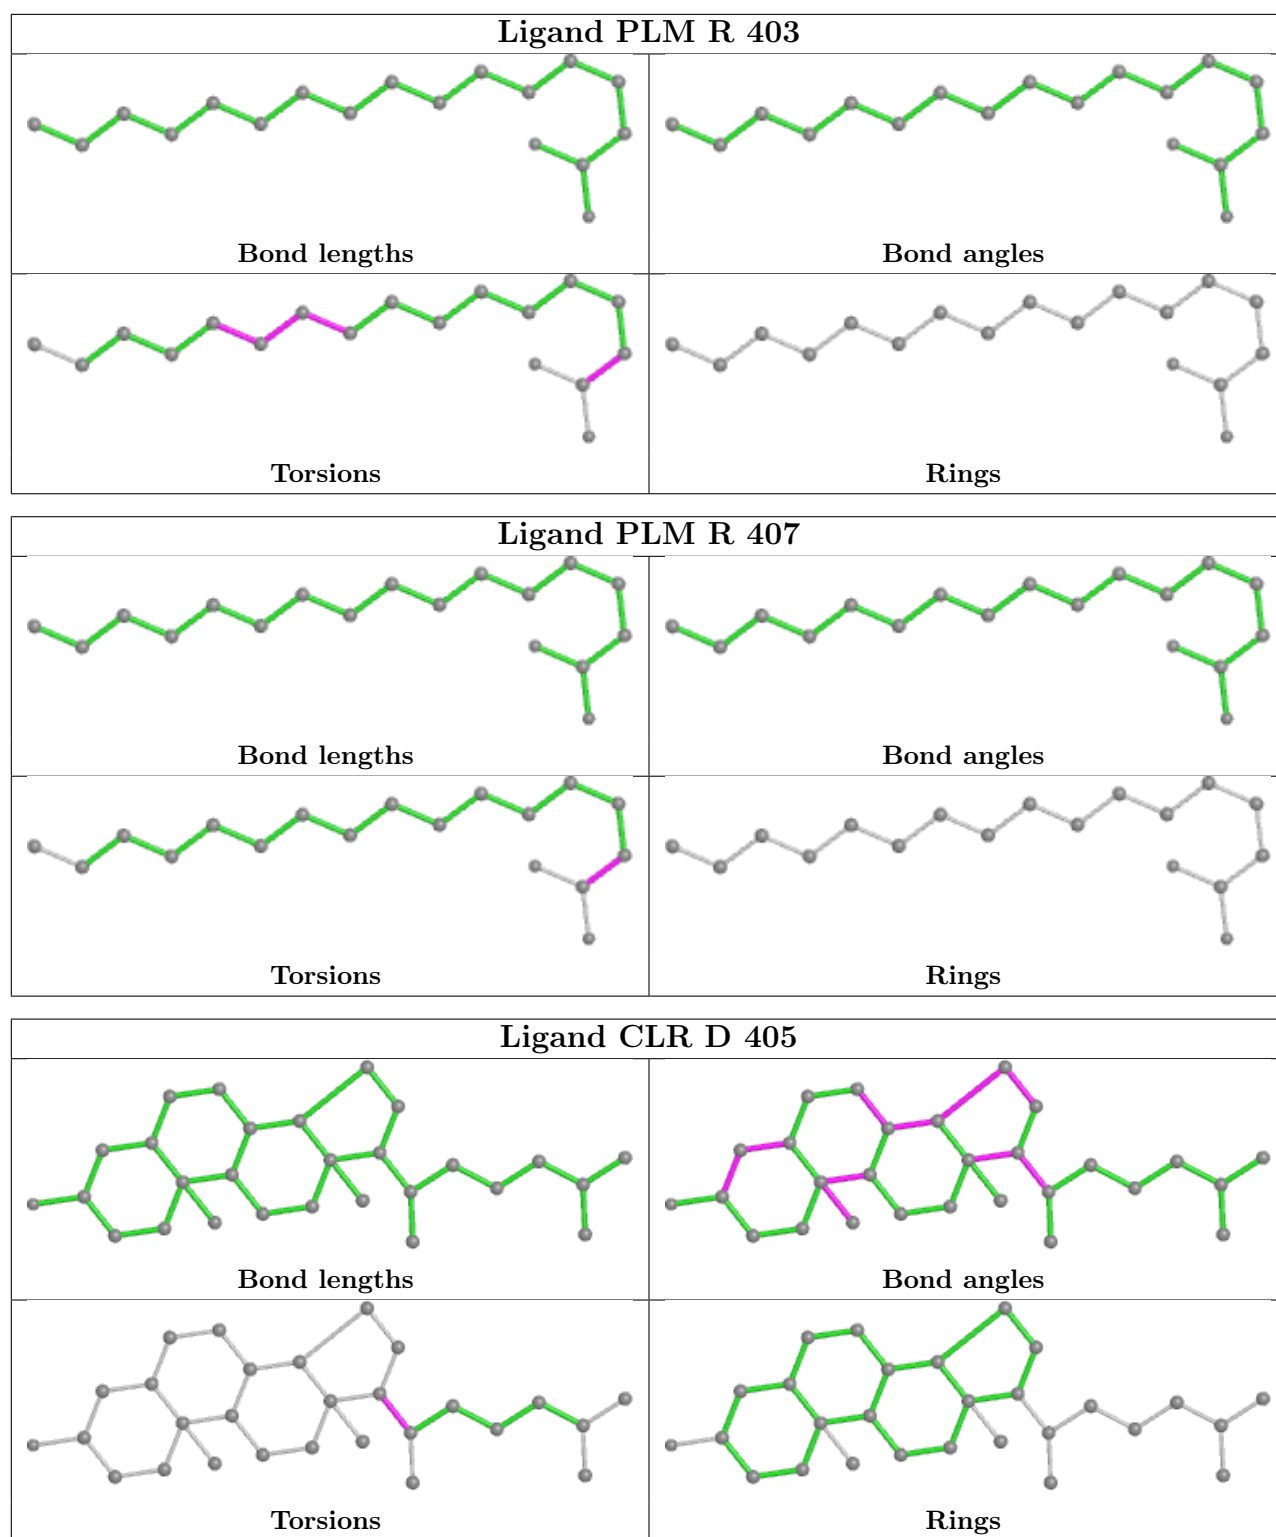 Ligand PLM R 403
Bond lengths
Bond angles
Torsions
Rings
Ligand PLM R 407
Bond lengths
Bond angles
Torsions
Rings
Ligand CLR D 405
Bond lengths
Bond angles
Torsions
Rings